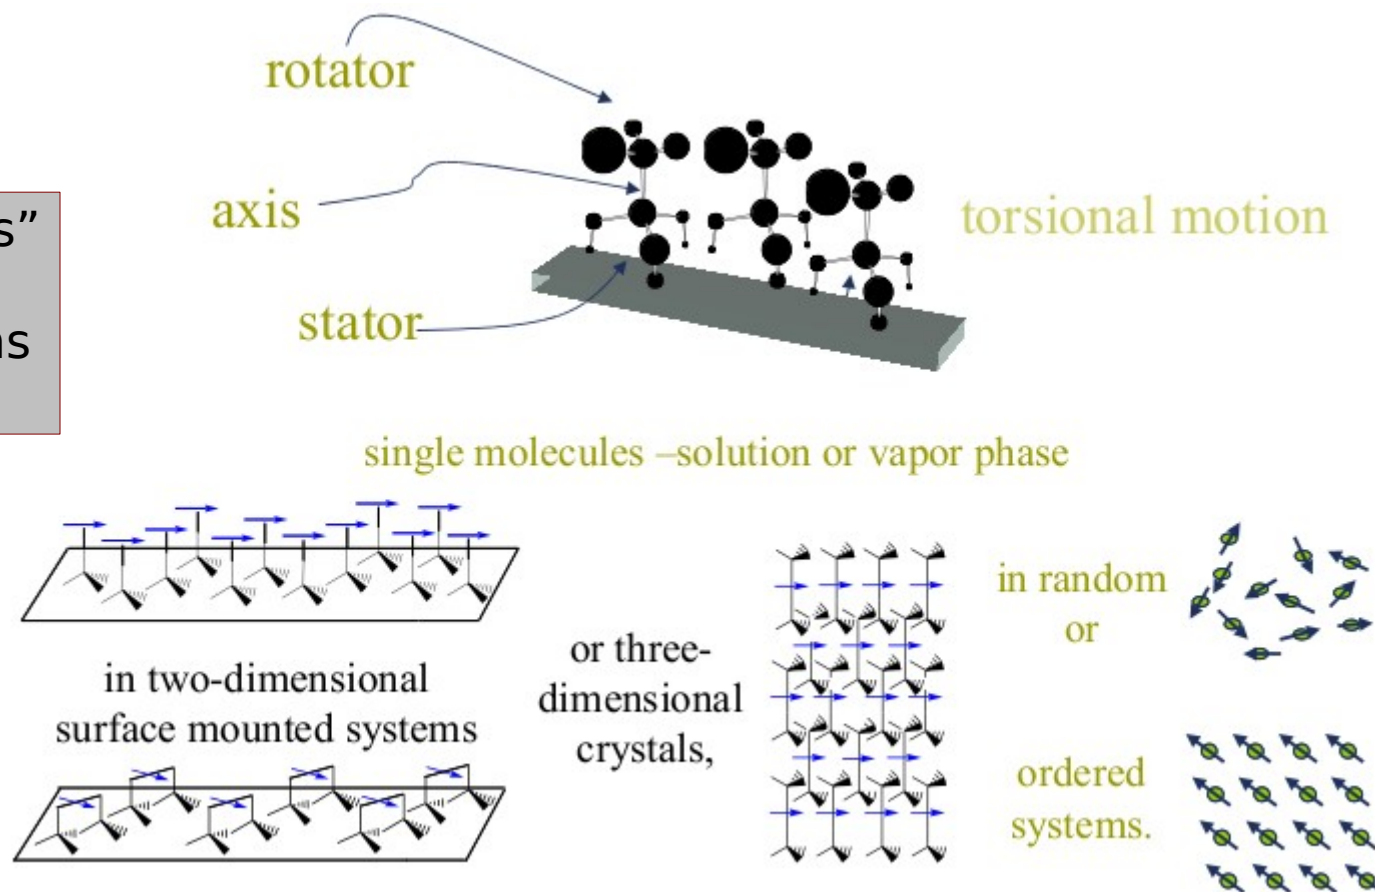 rotator
axis
stator
torsional motion
s”
ns
single molecules –solution or vapor phase
in two-dimensional
surface mounted systems
or three-
dimensional
crystals,
in random
or
ordered
systems.